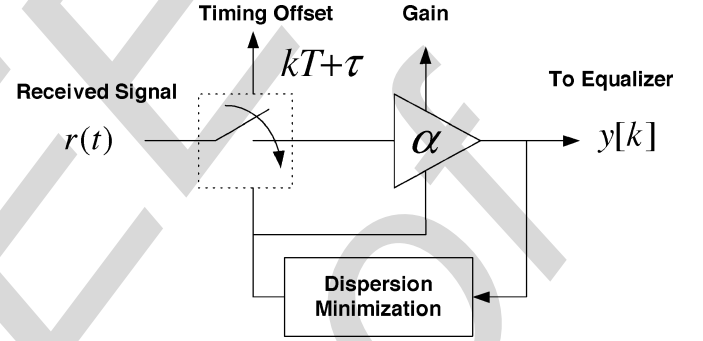 Timing Offset
Gain
kT+τ
Received Signal
To Equalizer
r(t)
α
y[k]
Dispersion
Minimization